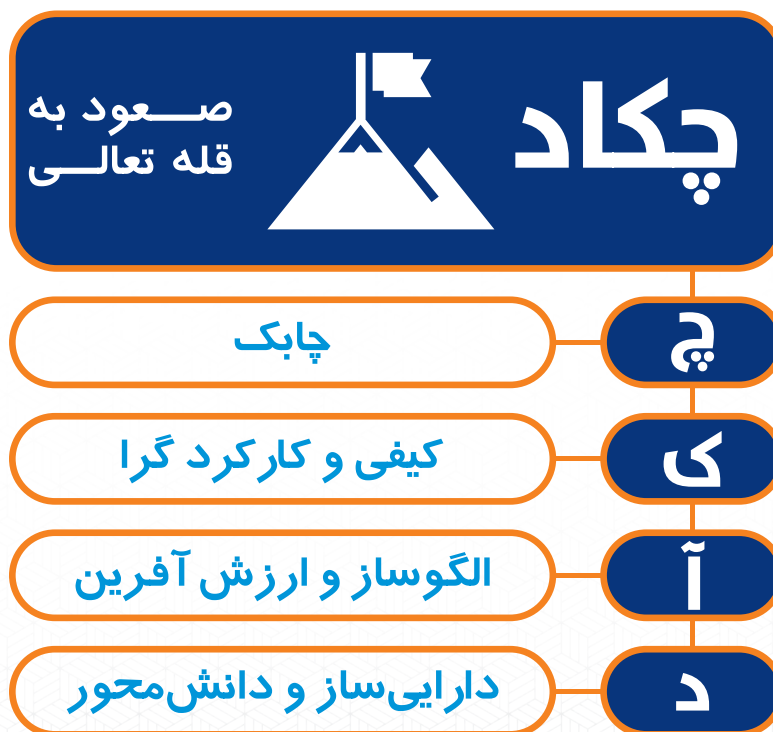 چکاد
صعود به
قله تعالی
چ
چابک
ک
کیفی و کارکرد گرا
آ
الگوساز و ارزش آفرین
د
دارایی‌ساز و دانش‌محور